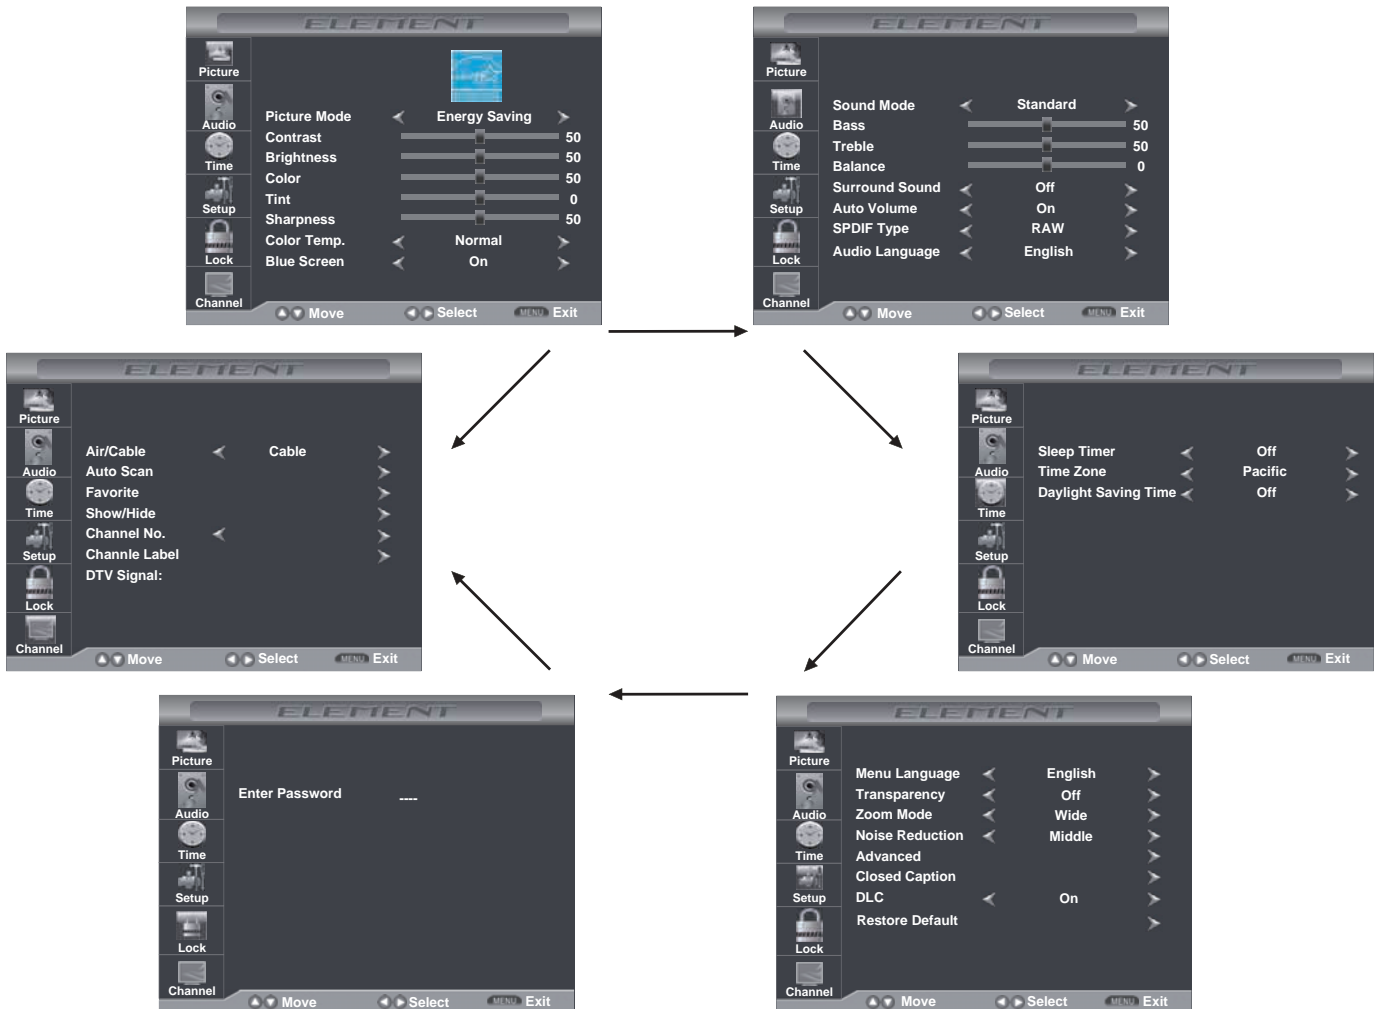 ELEMENT
Picture
Audio
Time
Setup
Lock
Channel
Picture Mode Energy Saving
Contrast 50
Brightness 50
Color 50
Tint 0
Sharpness 50
Color Temp. Normal
Blue Screen On
Move Select MENU Exit
ELEMENT
Picture
Audio
Time
Setup
Lock
Channel
Sound Mode Standard
Bass 50
Treble 50
Balance 0
Surround Sound Off
Auto Volume On
SPDIF Type RAW
Audio Language English
Move Select MENU Exit
ELEMENT
Picture
Audio
Time
Setup
Lock
Channel
Air/Cable Cable
Auto Scan
Favorite
Show/Hide
Channel No.
Channle Label
DTV Signal:
Move Select MENU Exit
ELEMENT
Picture
Audio
Time
Setup
Lock
Channel
Sleep Timer Off
Time Zone Pacific
Daylight Saving Time Off
Move Select MENU Exit
ELEMENT
Picture
Audio
Time
Setup
Lock
Channel
Enter Password ----
Move Select MENU Exit
ELEMENT
Picture
Audio
Time
Setup
Lock
Channel
Menu Language English
Transparency Off
Zoom Mode Wide
Noise Reduction Middle
Advanced
Closed Caption
DLC On
Restore Default
Move Select MENU Exit